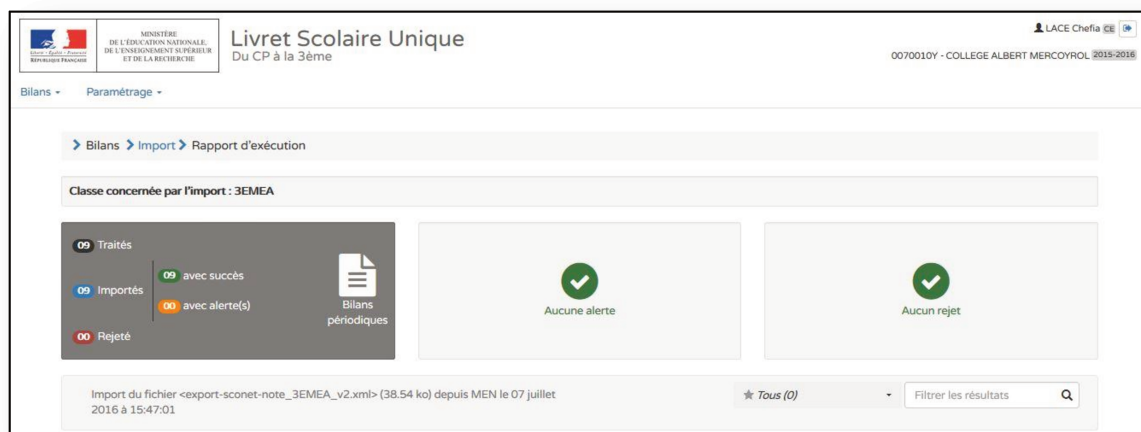 Liberté • Égalité • Fraternité
RÉPUBLIQUE FRANÇAISE
MINISTÈRE
DE L'ÉDUCATION NATIONALE,
DE L'ENSEIGNEMENT SUPÉRIEUR
ET DE LA RECHERCHE
Livret Scolaire Unique
Du CP à la 3ème
LACE Chefia CE
0070010Y - COLLEGE ALBERT MERCOYROL 2015-2016
Bilans Paramétrage
Bilans Import Rapport d'exécution
Classe concernée par l'import : 3EMEA
09 Traités
09 Importés
09 avec succès
00 avec alerte(s)
00 Rejeté
Bilans
périodiques
Aucune alerte
Aucun rejet
Import du fichier <export-sconet-note_3EMEA_v2.xml> (38.54 ko) depuis MEN le 07 juillet
2016 à 15:47:01
Tous (0)
Filtrer les résultats